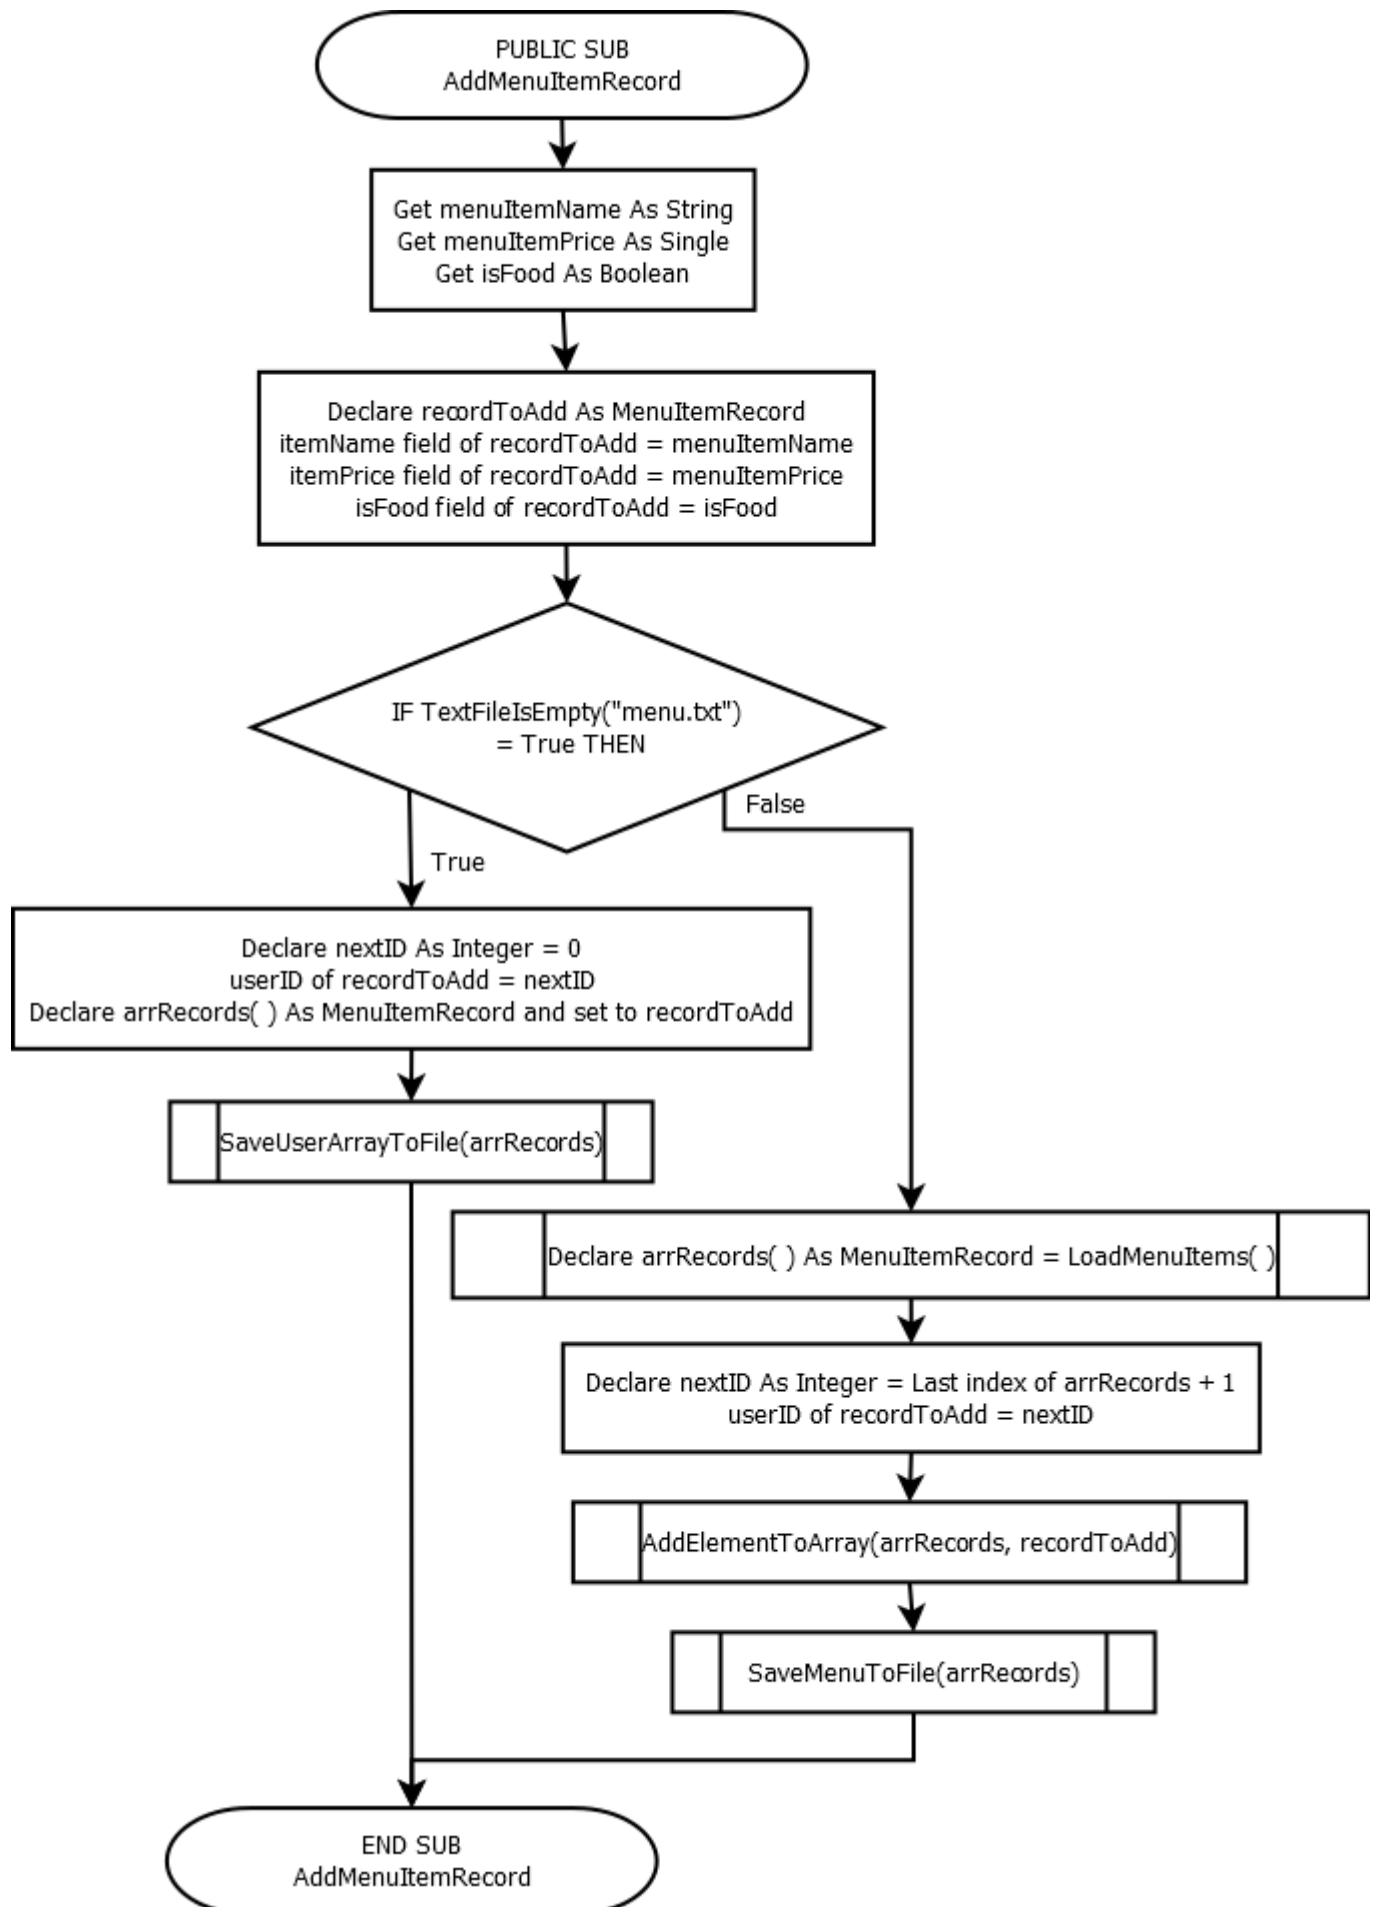 PUBLIC SUB
AddMenuItemRecord
Get menuItemName As String
Get menuItemPrice As Single
Get isFood As Boolean
Declare recordToAdd As MenuItemRecord
itemName field of recordToAdd = menuItemName
itemPrice field of recordToAdd = menuItemPrice
isFood field of recordToAdd = isFood
IF TextFileIsEmpty("menu.txt")
= True THEN
False
True
Declare nextID As Integer = 0
userID of recordToAdd = nextID
Declare arrRecords( ) As MenuItemRecord and set to recordToAdd
SaveUserArrayToFile(arrRecords)
Declare arrRecords( ) As MenuItemRecord = LoadMenuItems( )
Declare nextID As Integer = Last index of arrRecords + 1
userID of recordToAdd = nextID
AddElementToArray(arrRecords, recordToAdd)
SaveMenuToFile(arrRecords)
END SUB
AddMenuItemRecord